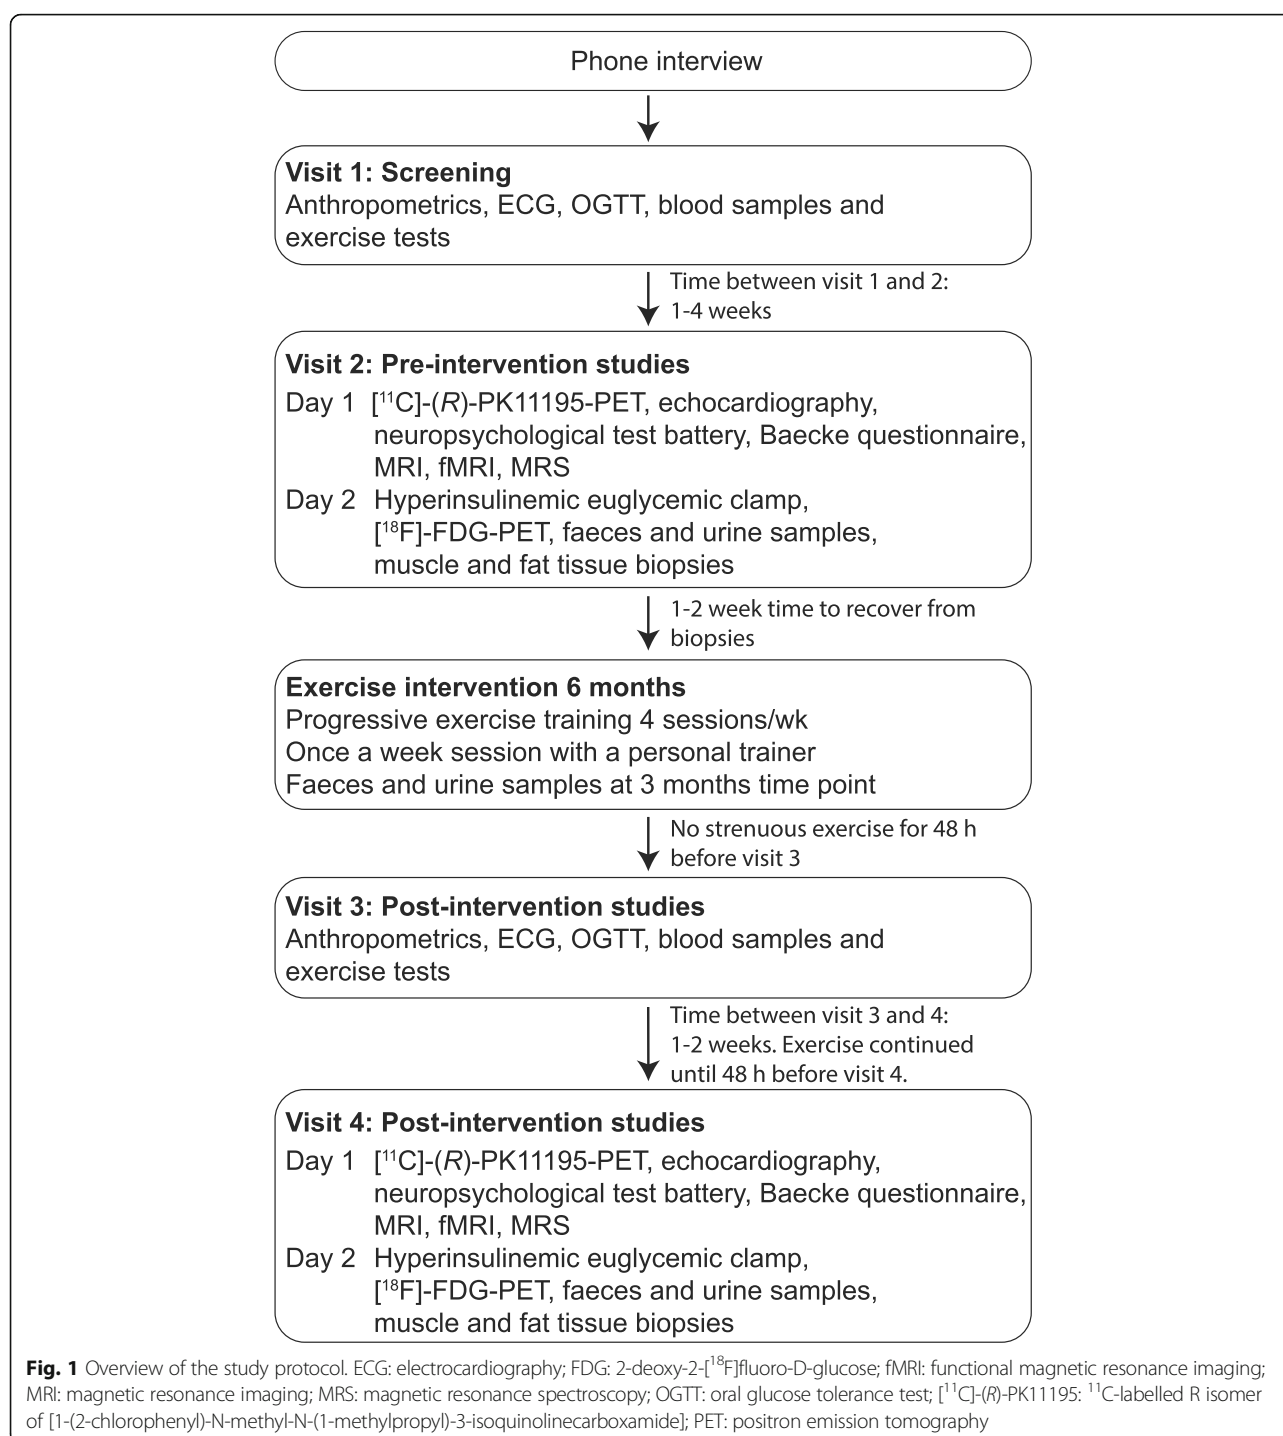 Phone interview
Visit 1: Screening
Anthropometrics, ECG, OGTT, blood samples and
exercise tests
Time between visit 1 and 2:
1-4 weeks
Visit 2: Pre-intervention studies
Day 1 [¹¹C]-(R)-PK11195-PET, echocardiography,
neuropsychological test battery, Baecke questionnaire,
MRI, fMRI, MRS
Day 2 Hyperinsulinemic euglycemic clamp,
[¹⁸F]-FDG-PET, faeces and urine samples,
muscle and fat tissue biopsies
1-2 week time to recover from
biopsies
Exercise intervention 6 months
Progressive exercise training 4 sessions/wk
Once a week session with a personal trainer
Faeces and urine samples at 3 months time point
No strenuous exercise for 48 h
before visit 3
Visit 3: Post-intervention studies
Anthropometrics, ECG, OGTT, blood samples and
exercise tests
Time between visit 3 and 4:
1-2 weeks. Exercise continued
until 48 h before visit 4.
Visit 4: Post-intervention studies
Day 1 [¹¹C]-(R)-PK11195-PET, echocardiography,
neuropsychological test battery, Baecke questionnaire,
MRI, fMRI, MRS
Day 2 Hyperinsulinemic euglycemic clamp,
[¹⁸F]-FDG-PET, faeces and urine samples,
muscle and fat tissue biopsies
Fig. 1 Overview of the study protocol. ECG: electrocardiography; FDG: 2-deoxy-2-[¹⁸F]fluoro-D-glucose; fMRI: functional magnetic resonance imaging;
MRI: magnetic resonance imaging; MRS: magnetic resonance spectroscopy; OGTT: oral glucose tolerance test; [¹¹C]-(R)-PK11195: ¹¹C-labelled R isomer
of [1-(2-chlorophenyl)-N-methyl-N-(1-methylpropyl)-3-isoquinolinecarboxamide]; PET: positron emission tomography